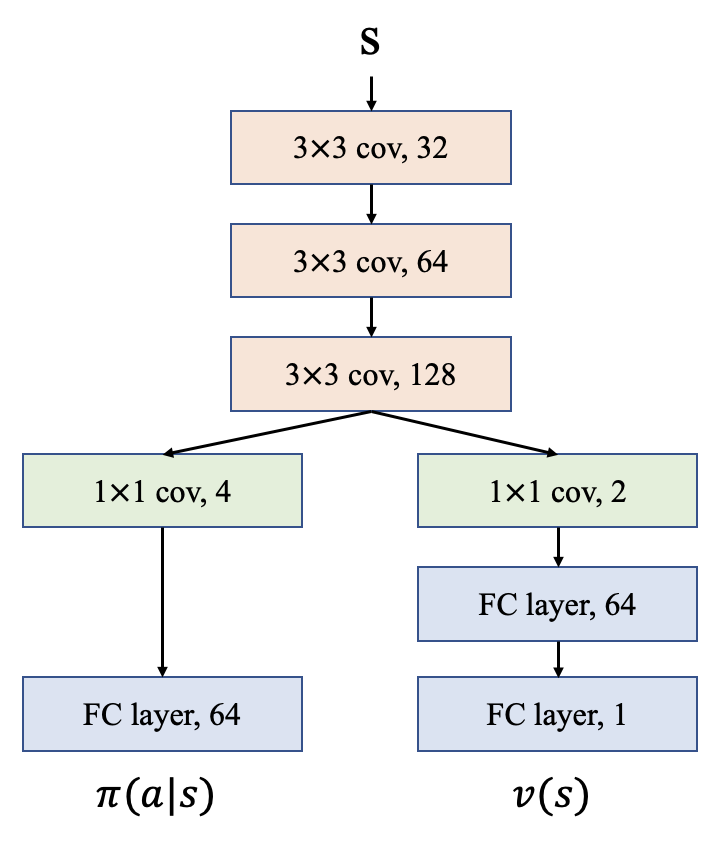 S
3×3 cov, 32
3×3 cov, 64
3×3 cov, 128
1×1 cov, 4
1×1 cov, 2
FC layer, 64
FC layer, 64
FC layer, 1
π(a|s)
v(s)